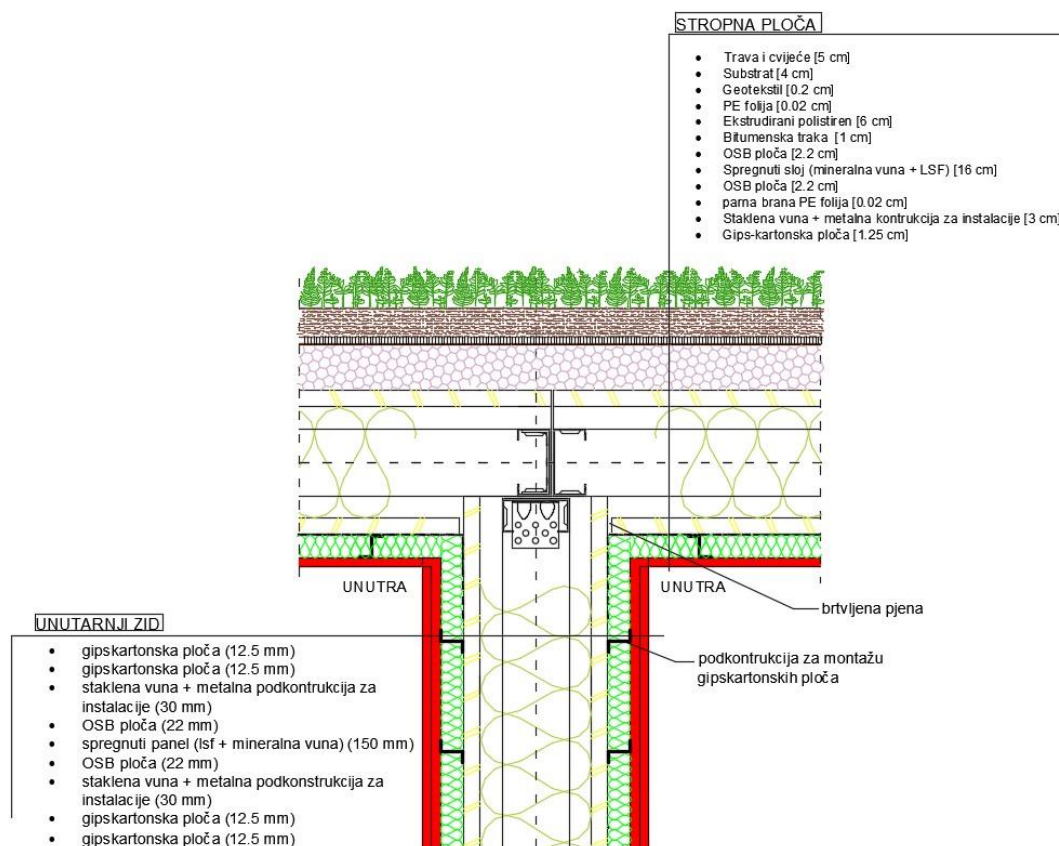 STROPNA PLOČA
• Trava i cvijeće [5 cm]
• Substrat [4 cm]
• Geotekstil [0.2 cm]
• PE folija [0.02 cm]
• Ekstrudirani polistiren [6 cm]
• Bitumenska traka [1 cm]
• OSB ploča [2.2 cm]
• Spregnuti sloj (mineralna vuna + LSF) [16 cm]
• OSB ploča [2.2 cm]
• parna brana PE folija [0.02 cm]
• Staklena vuna + metalna kontrukcija za instalacije [3 cm]
• Gips-kartonska ploča [1.25 cm]
UNUTRA
UNUTRA
brtvljena pjena
podkontrukcija za montažu
gipskartonskih ploča
UNUTARNJI ZID
• gipskartonska ploča (12.5 mm)
• gipskartonska ploča (12.5 mm)
• staklena vuna + metalna podkontrukcija za
instalacije (30 mm)
• OSB ploča (22 mm)
• spregnuti panel (lsf + mineralna vuna) (150 mm)
• OSB ploča (22 mm)
• staklena vuna + metalna podkonstrukcija za
instalacije (30 mm)
• gipskartonska ploča (12.5 mm)
• gipskartonska ploča (12.5 mm)